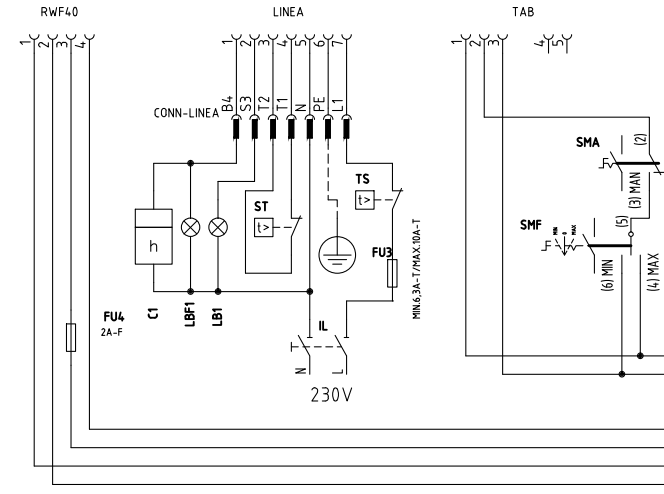 RWF40
LINEA
TAB
1
2
3
4
1
2
3
4
5
6
7
1
2
3
4
5
CONN-LINEA
B4
S3
T2
T1
N
PE
L1
SMA
(2)
(3) MAN
TS
t>
ST
t>
h
SMF
MIN
0
MAX
(5)
(6) MIN
(4) MAX
FU3
MIN.6,3A-T/MAX.10A-T
FU4
2A-F
C1
LBF1
LB1
IL
N
L
230V